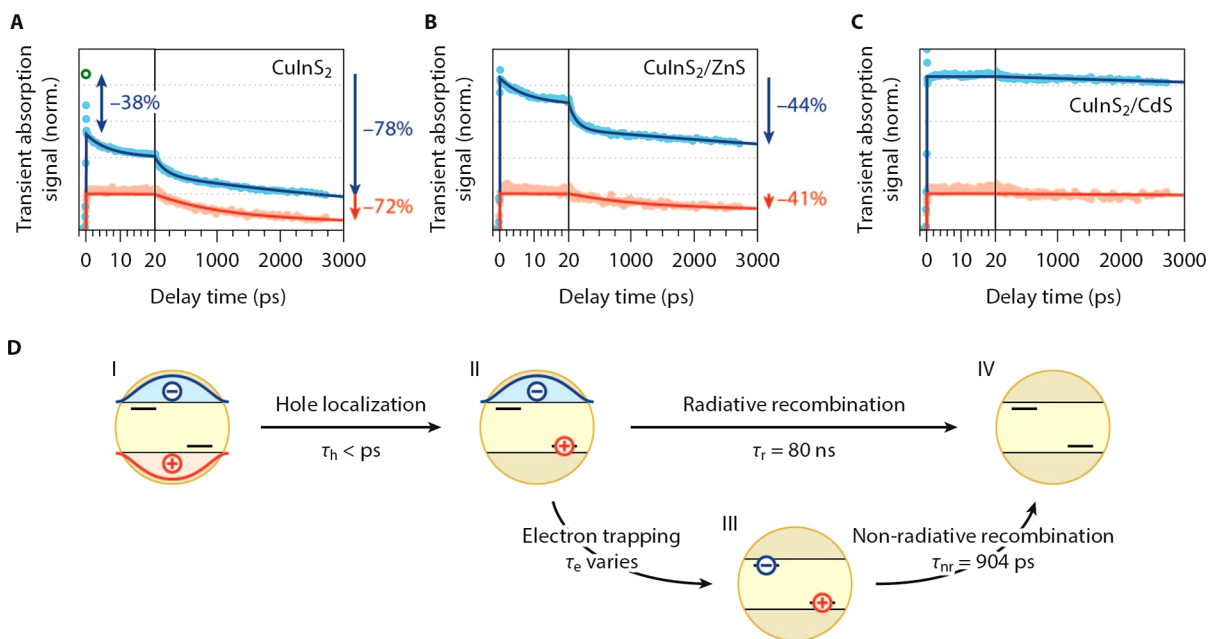 A
B
C
Transient absorption
signal (norm.)
CuInS₂
–38%
–78%
–72%
0 10 20 1000 2000 3000
Delay time (ps)
Transient absorption
signal (norm.)
CuInS₂/ZnS
–44%
–41%
0 10 20 1000 2000 3000
Delay time (ps)
Transient absorption
signal (norm.)
CuInS₂/CdS
0 10 20 1000 2000 3000
Delay time (ps)
D
I
II
IV
−
+
Hole localization
τh < ps
−
+
Radiative recombination
τr = 80 ns
Electron trapping
τe varies
III
−
+
Non-radiative recombination
τnr = 904 ps